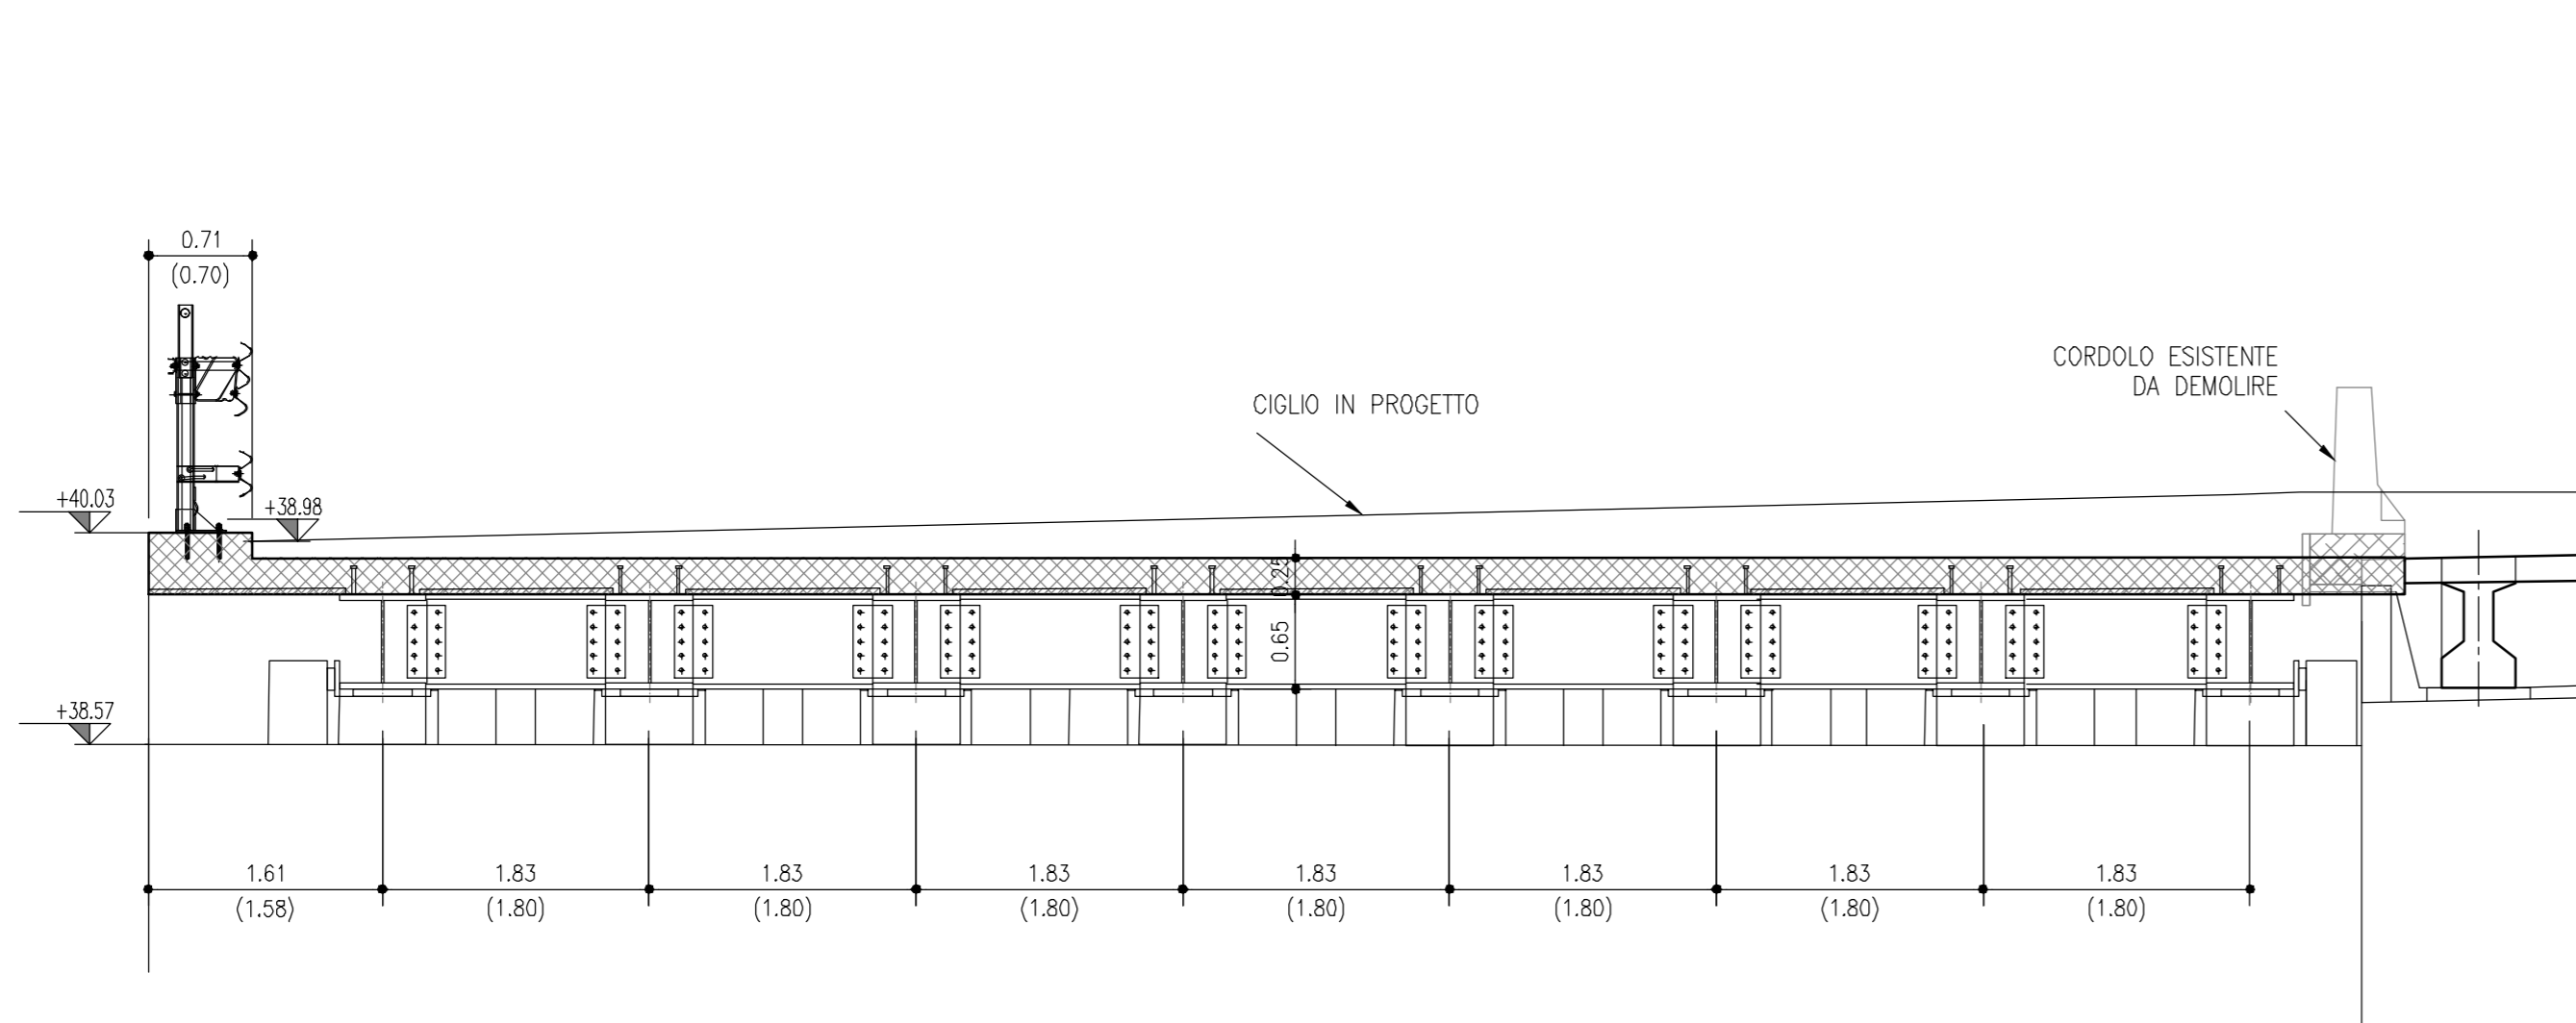 0.71
(0.70)
CORDOLO ESISTENTE
DA DEMOLIRE
CIGLIO IN PROGETTO
+40.03
+38.98
0.25
0.65
+38.57
1.61 1.83 1.83 1.83 1.83 1.83 1.83 1.83
(1.58) (1.80) (1.80) (1.80) (1.80) (1.80) (1.80) (1.80)